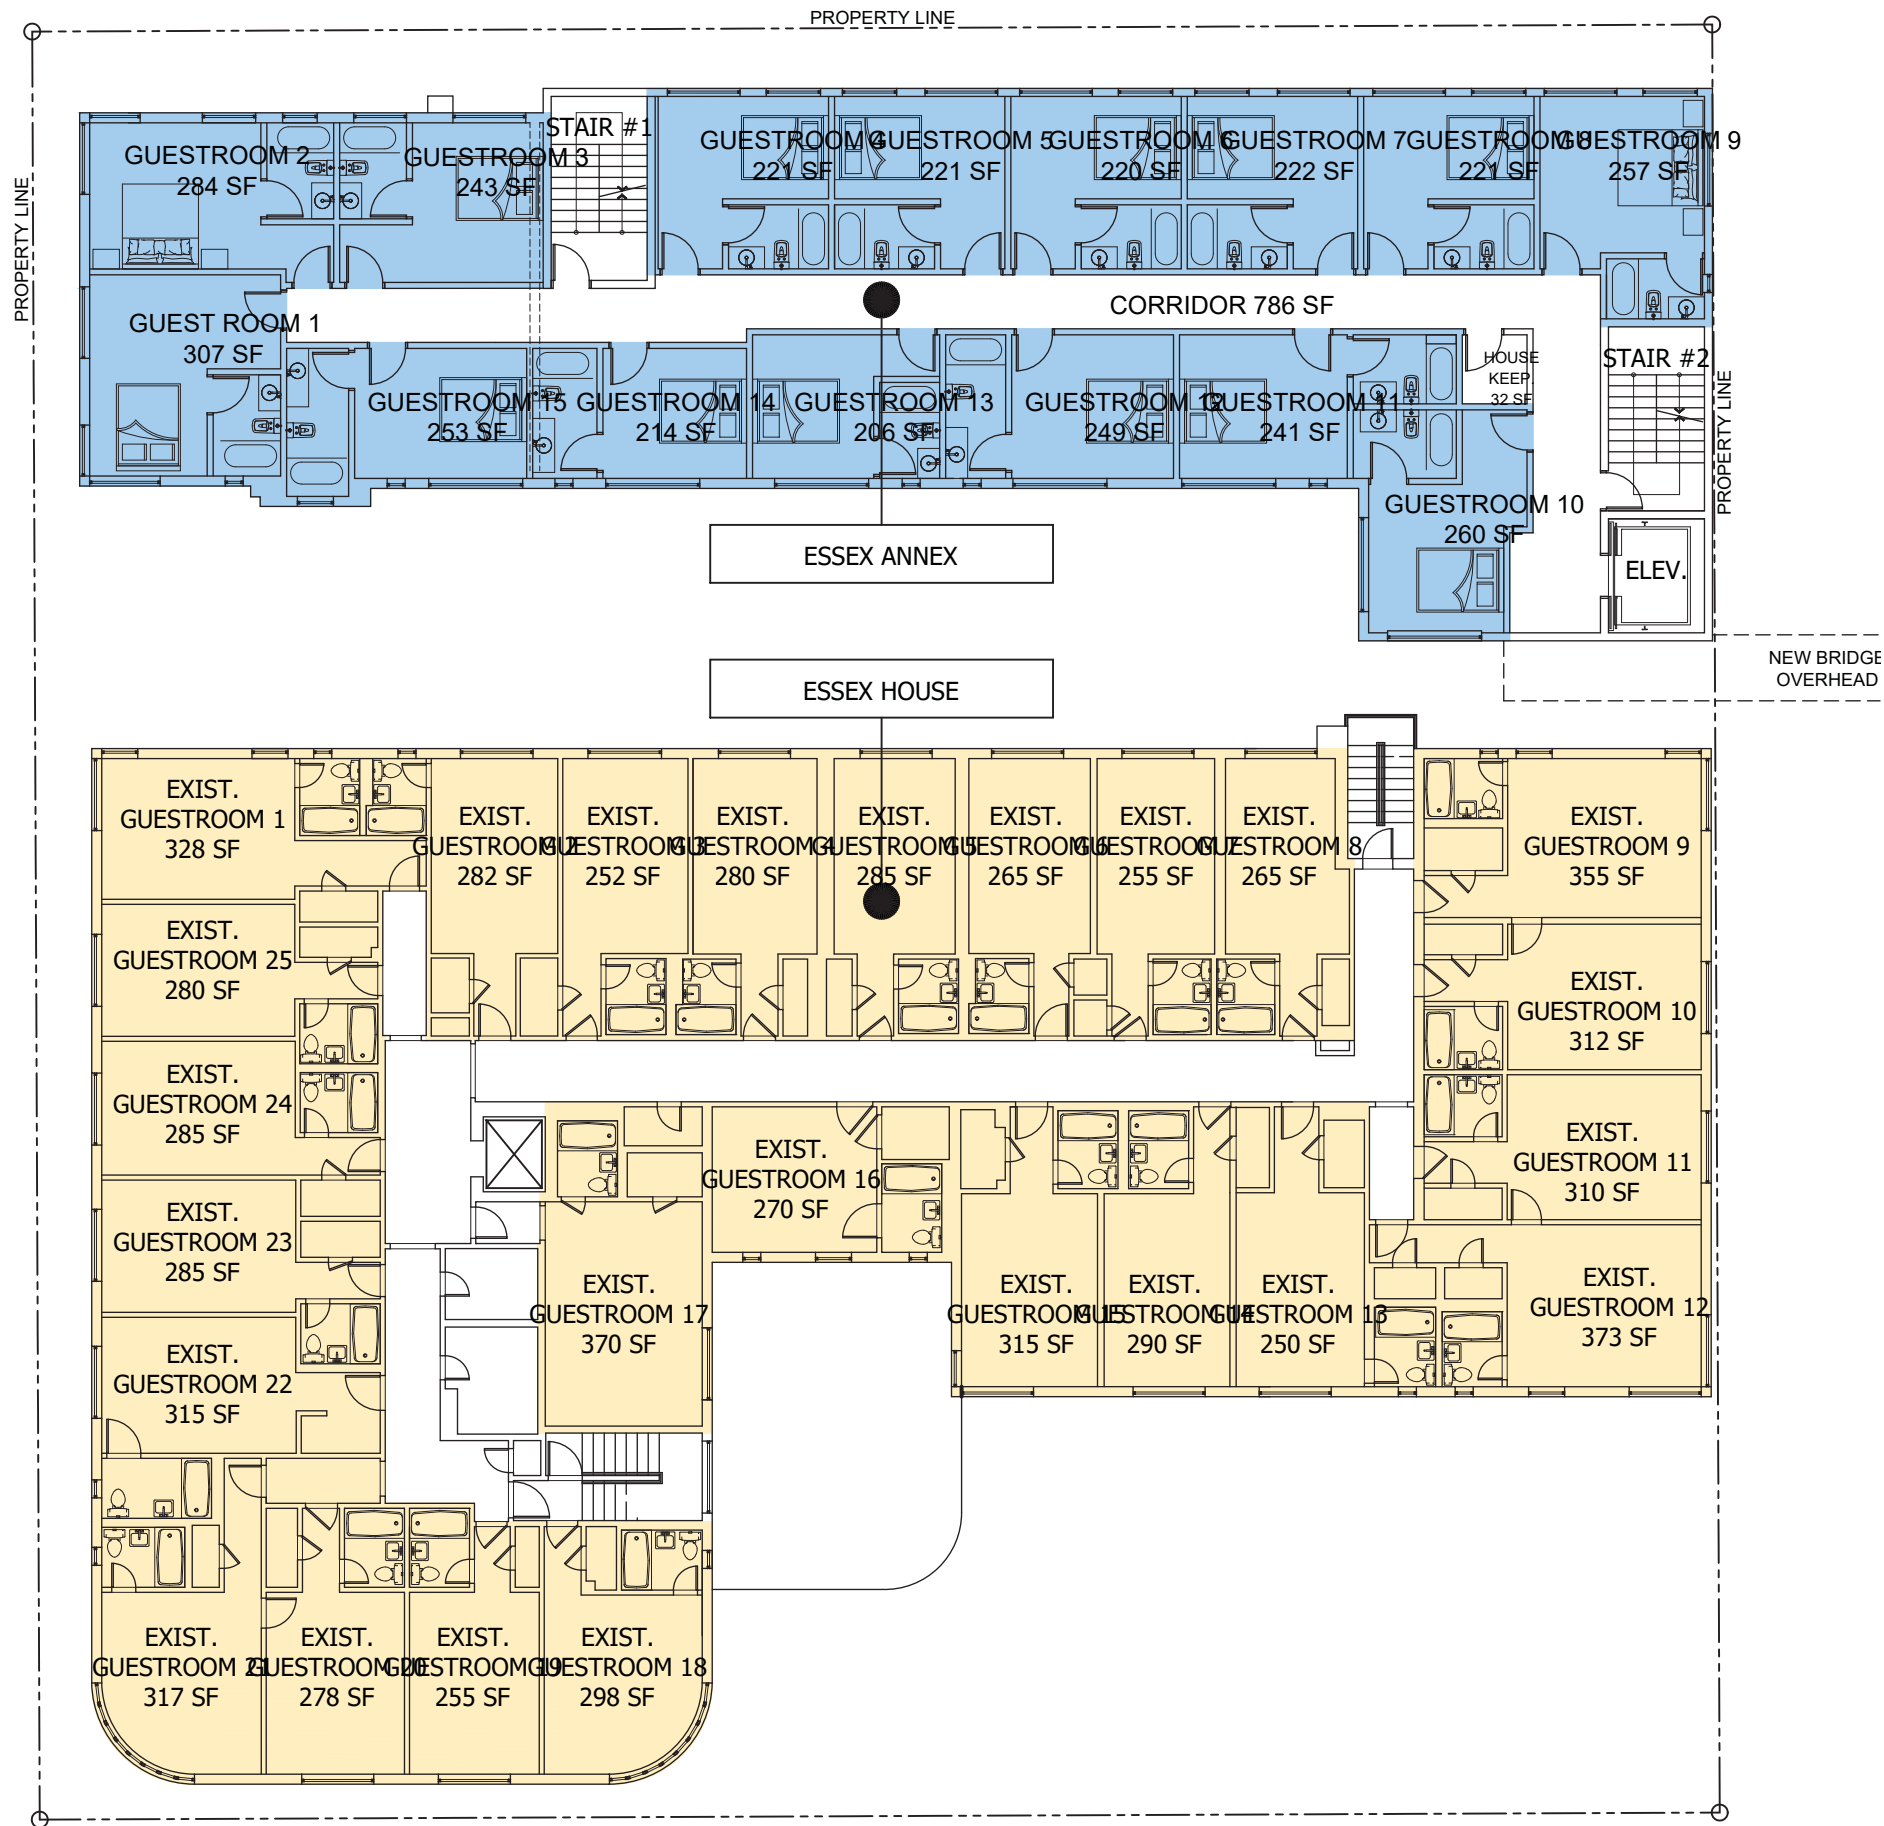 PROPERTY LINE
PROPERTY LINE
GUESTROOM 2
284 SF
GUESTROOM 3
243 SF
STAIR #1
GUESTROOM 4
221 SF
GUESTROOM 5
221 SF
GUESTROOM 6
220 SF
GUESTROOM 7
222 SF
GUESTROOM 8
221 SF
GUESTROOM 9
257 SF
GUEST ROOM 1
307 SF
CORRIDOR 786 SF
GUESTROOM 15
253 SF
GUESTROOM 14
214 SF
GUESTROOM 13
206 SF
GUESTROOM 12
249 SF
GUESTROOM 11
241 SF
HOUSE
KEEP.
32 SF
STAIR #2
PROPERTY LINE
GUESTROOM 10
260 SF
ELEV.
ESSEX ANNEX
NEW BRIDGE
OVERHEAD
ESSEX HOUSE
EXIST.
GUESTROOM 1
328 SF
EXIST.
GUESTROOM 2
282 SF
EXIST.
GUESTROOM 3
252 SF
EXIST.
GUESTROOM 4
280 SF
EXIST.
GUESTROOM 5
285 SF
EXIST.
GUESTROOM 6
265 SF
EXIST.
GUESTROOM 7
255 SF
EXIST.
GUESTROOM 8
265 SF
EXIST.
GUESTROOM 9
355 SF
EXIST.
GUESTROOM 25
280 SF
EXIST.
GUESTROOM 10
312 SF
EXIST.
GUESTROOM 24
285 SF
EXIST.
GUESTROOM 11
310 SF
EXIST.
GUESTROOM 16
270 SF
EXIST.
GUESTROOM 23
285 SF
EXIST.
GUESTROOM 17
370 SF
EXIST.
GUESTROOM 15
315 SF
EXIST.
GUESTROOM 14
290 SF
EXIST.
GUESTROOM 13
250 SF
EXIST.
GUESTROOM 12
373 SF
EXIST.
GUESTROOM 22
315 SF
EXIST.
GUESTROOM 21
317 SF
EXIST.
GUESTROOM 20
278 SF
EXIST.
GUESTROOM 19
255 SF
EXIST.
GUESTROOM 18
298 SF